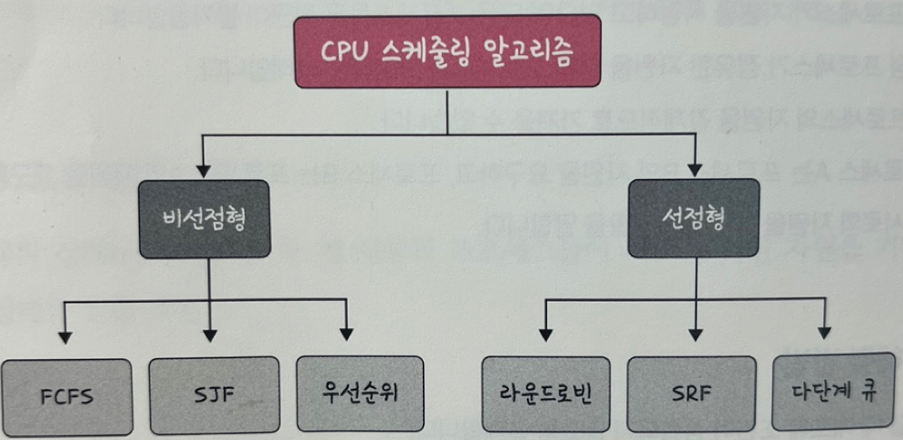 CPU 스케줄링 알고리즘
비선점형
선점형
FCFS
SJF
우선순위
라운드로빈
SRF
다단계 큐